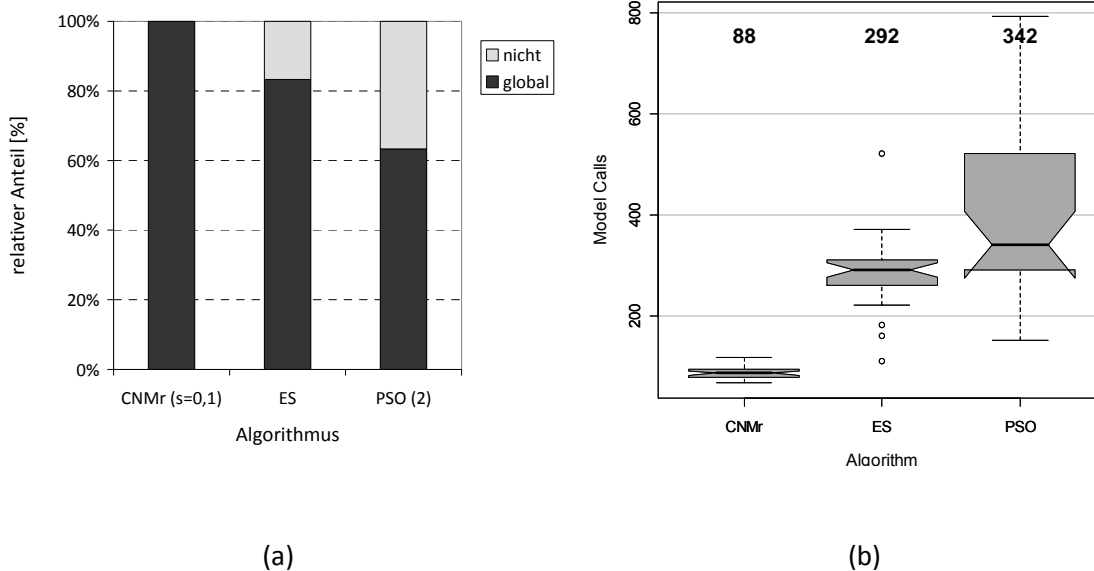 100%
80%
60%
40%
20%
0%
relativer Anteil [%]
CNMr (s=0,1)
ES
PSO (2)
Algorithmus
nicht
global
(a)
800
600
400
200
Model Calls
88
292
342
CNMr
ES
PSO
Algorithm
(b)